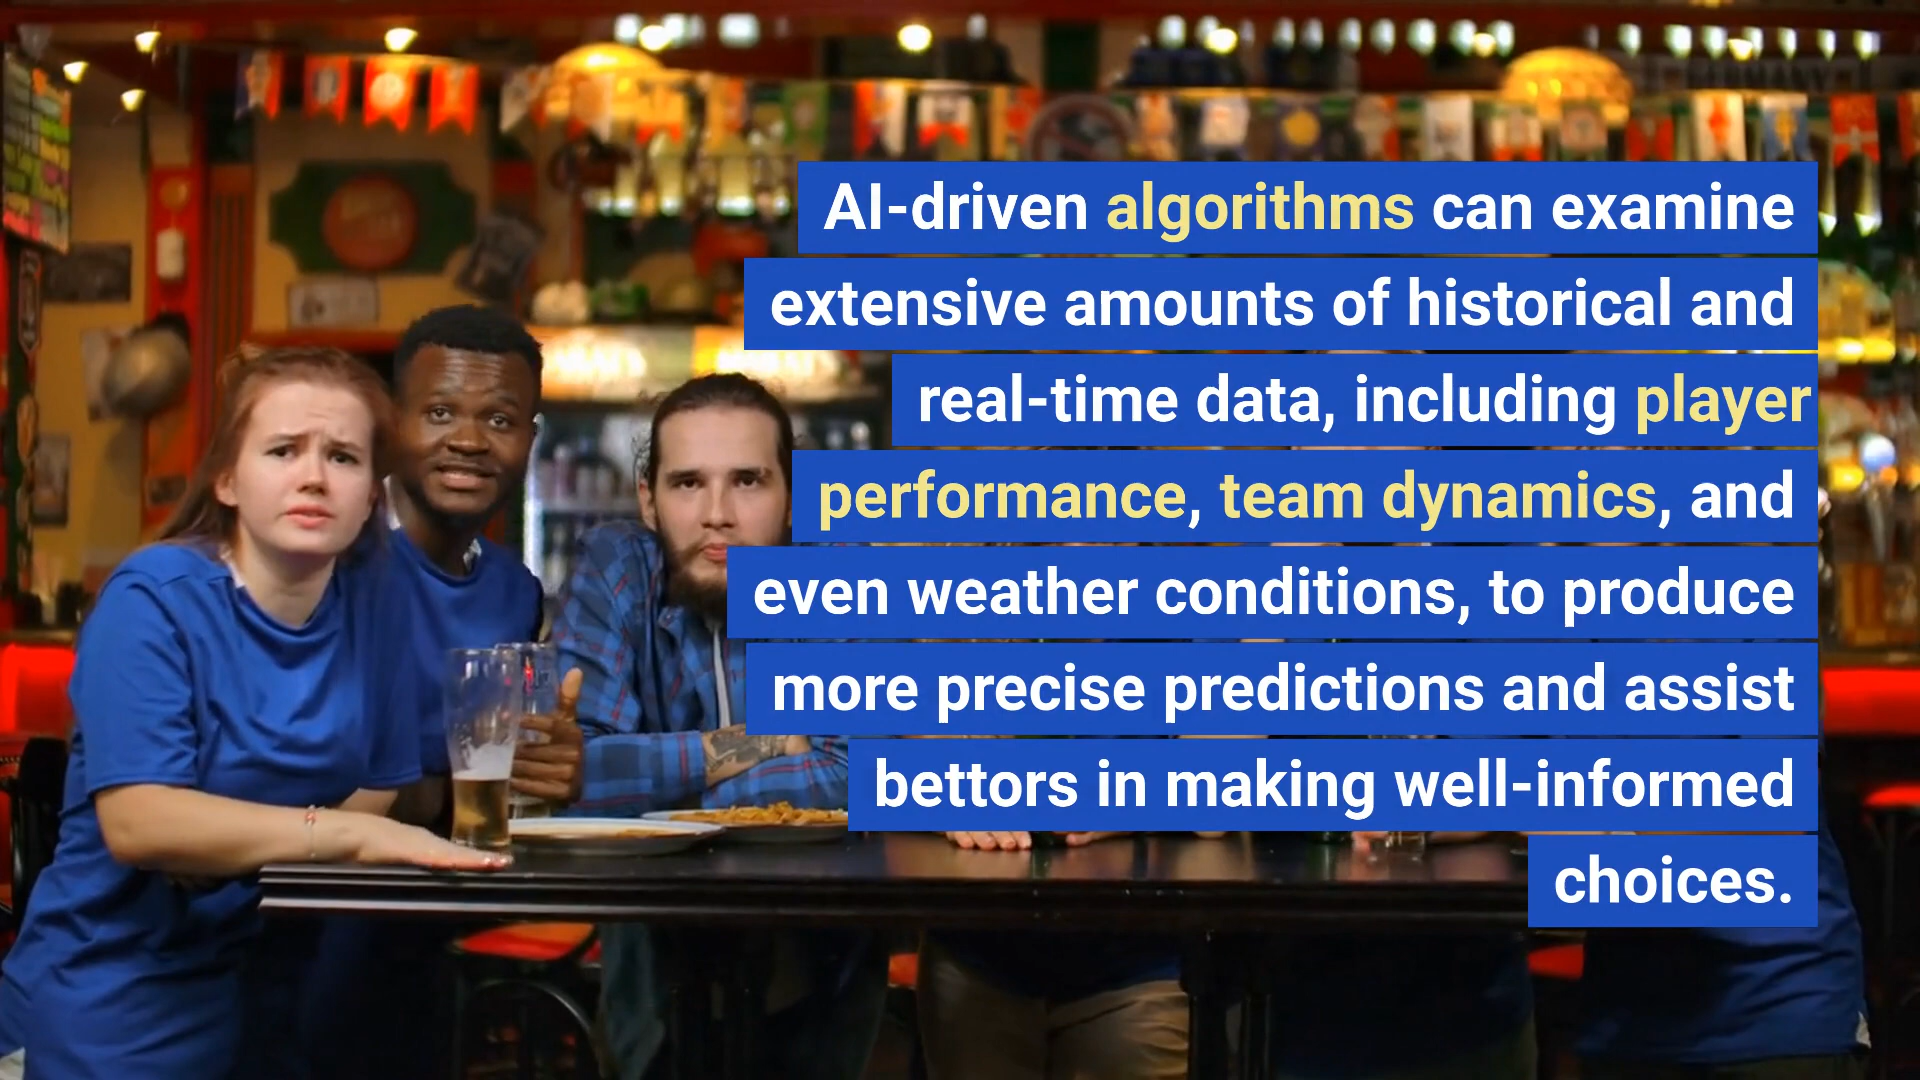 AI-driven algorithms can examine
extensive amounts of historical and
real-time data, including player
performance, team dynamics, and
even weather conditions, to produce
more precise predictions and assist
bettors in making well-informed
choices.